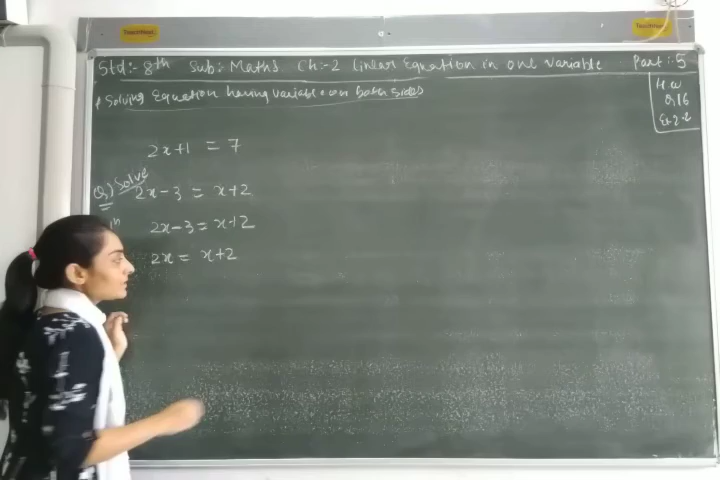 Std:- 8th Sub:- Maths Ch:-2 Linear Equation in one variable Part:-5
* Solving Equation having variable on both sides
H.W
Q.16
Ex-2.2
2x+1 = 7
Q.) Solve 2x-3 = x+2
2x-3 = x+2
2x = x+2